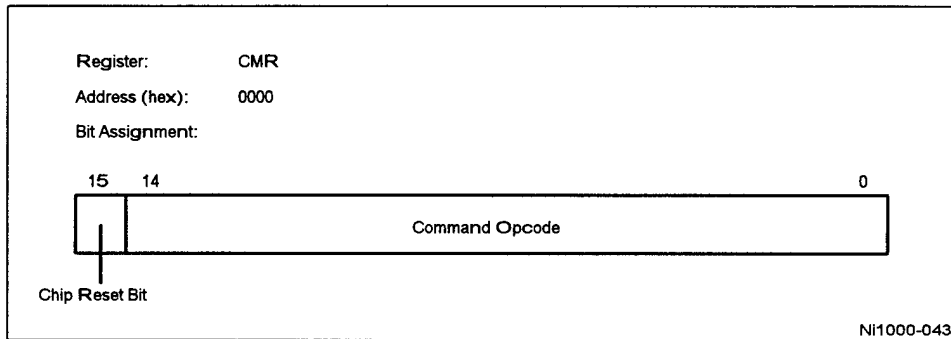 Register: CMR
Address (hex): 0000
Bit Assignment:
15 14 0
Command Opcode
Chip Reset Bit
Ni1000-043